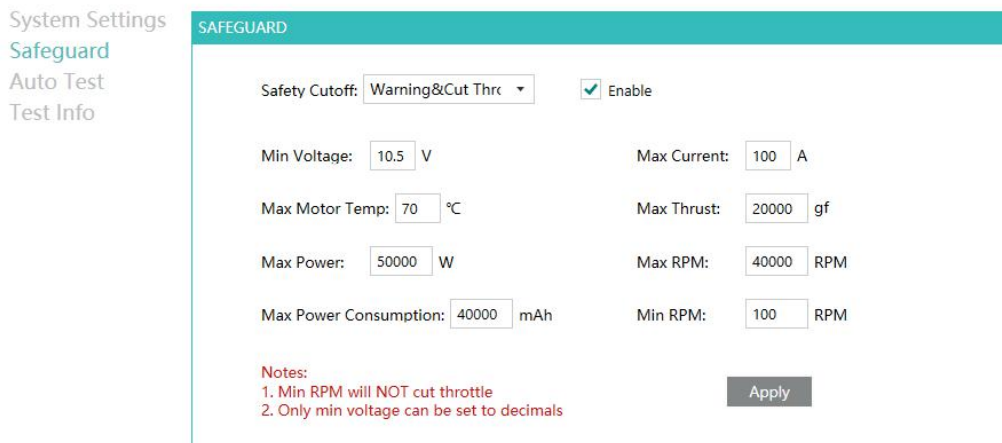 System Settings
Safeguard
Auto Test
Test Info
SAFEGUARD
Safety Cutoff: Warning&Cut Thrc Enable
Min Voltage: 10.5 V Max Current: 100 A
Max Motor Temp: 70 ℃ Max Thrust: 20000 gf
Max Power: 50000 W Max RPM: 40000 RPM
Max Power Consumption: 40000 mAh Min RPM: 100 RPM
Notes:
1. Min RPM will NOT cut throttle
2. Only min voltage can be set to decimals
Apply